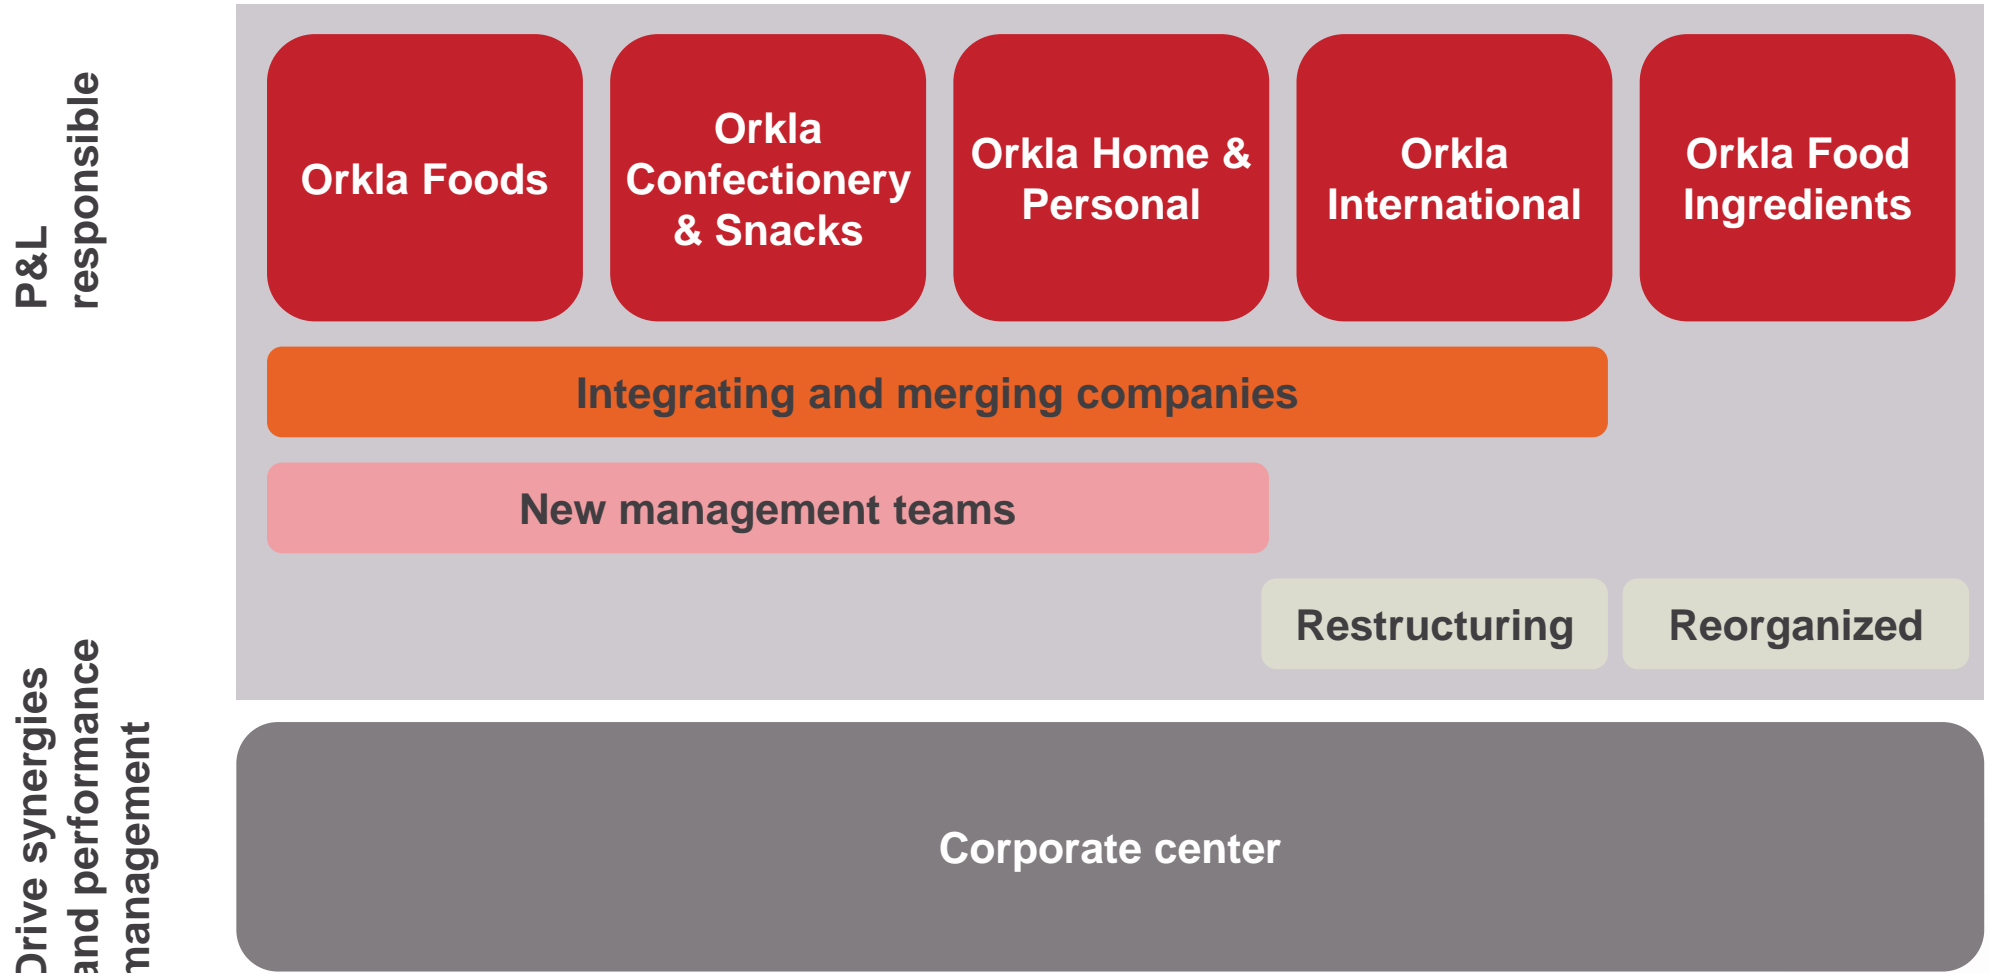 P&L
responsible
Orkla Foods
Orkla
Confectionery
& Snacks
Orkla Home &
Personal
Orkla
International
Orkla Food
Ingredients
Integrating and merging companies
New management teams
Restructuring
Reorganized
Drive synergies
and performance
management
Corporate center